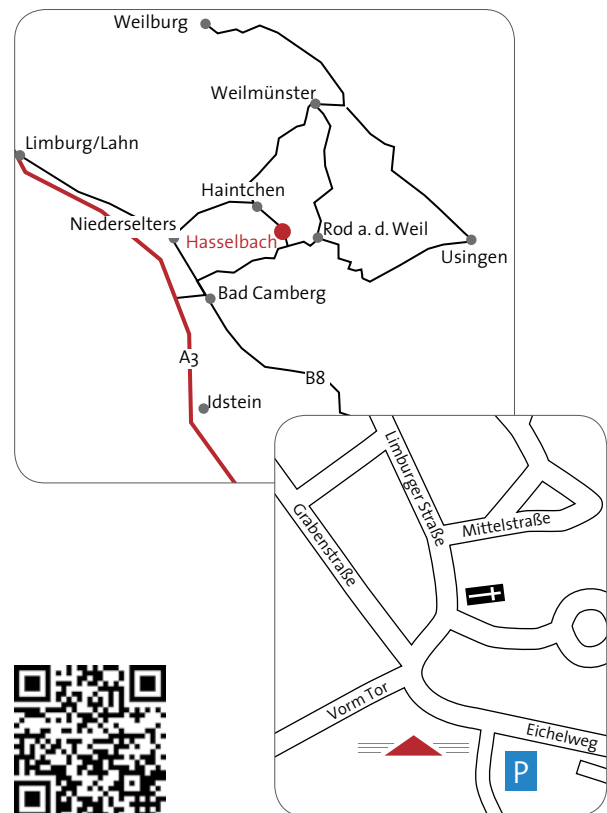 Weilburg
Weilmünster
Limburg/Lahn
Haintchen
Niederselters
Hasselbach
Rod a. d. Weil
Usingen
Bad Camberg
A3
B8
Idstein
Limburger Straße
Mittelstraße
Grabenstraße
Vorm Tor
Eichelweg
P